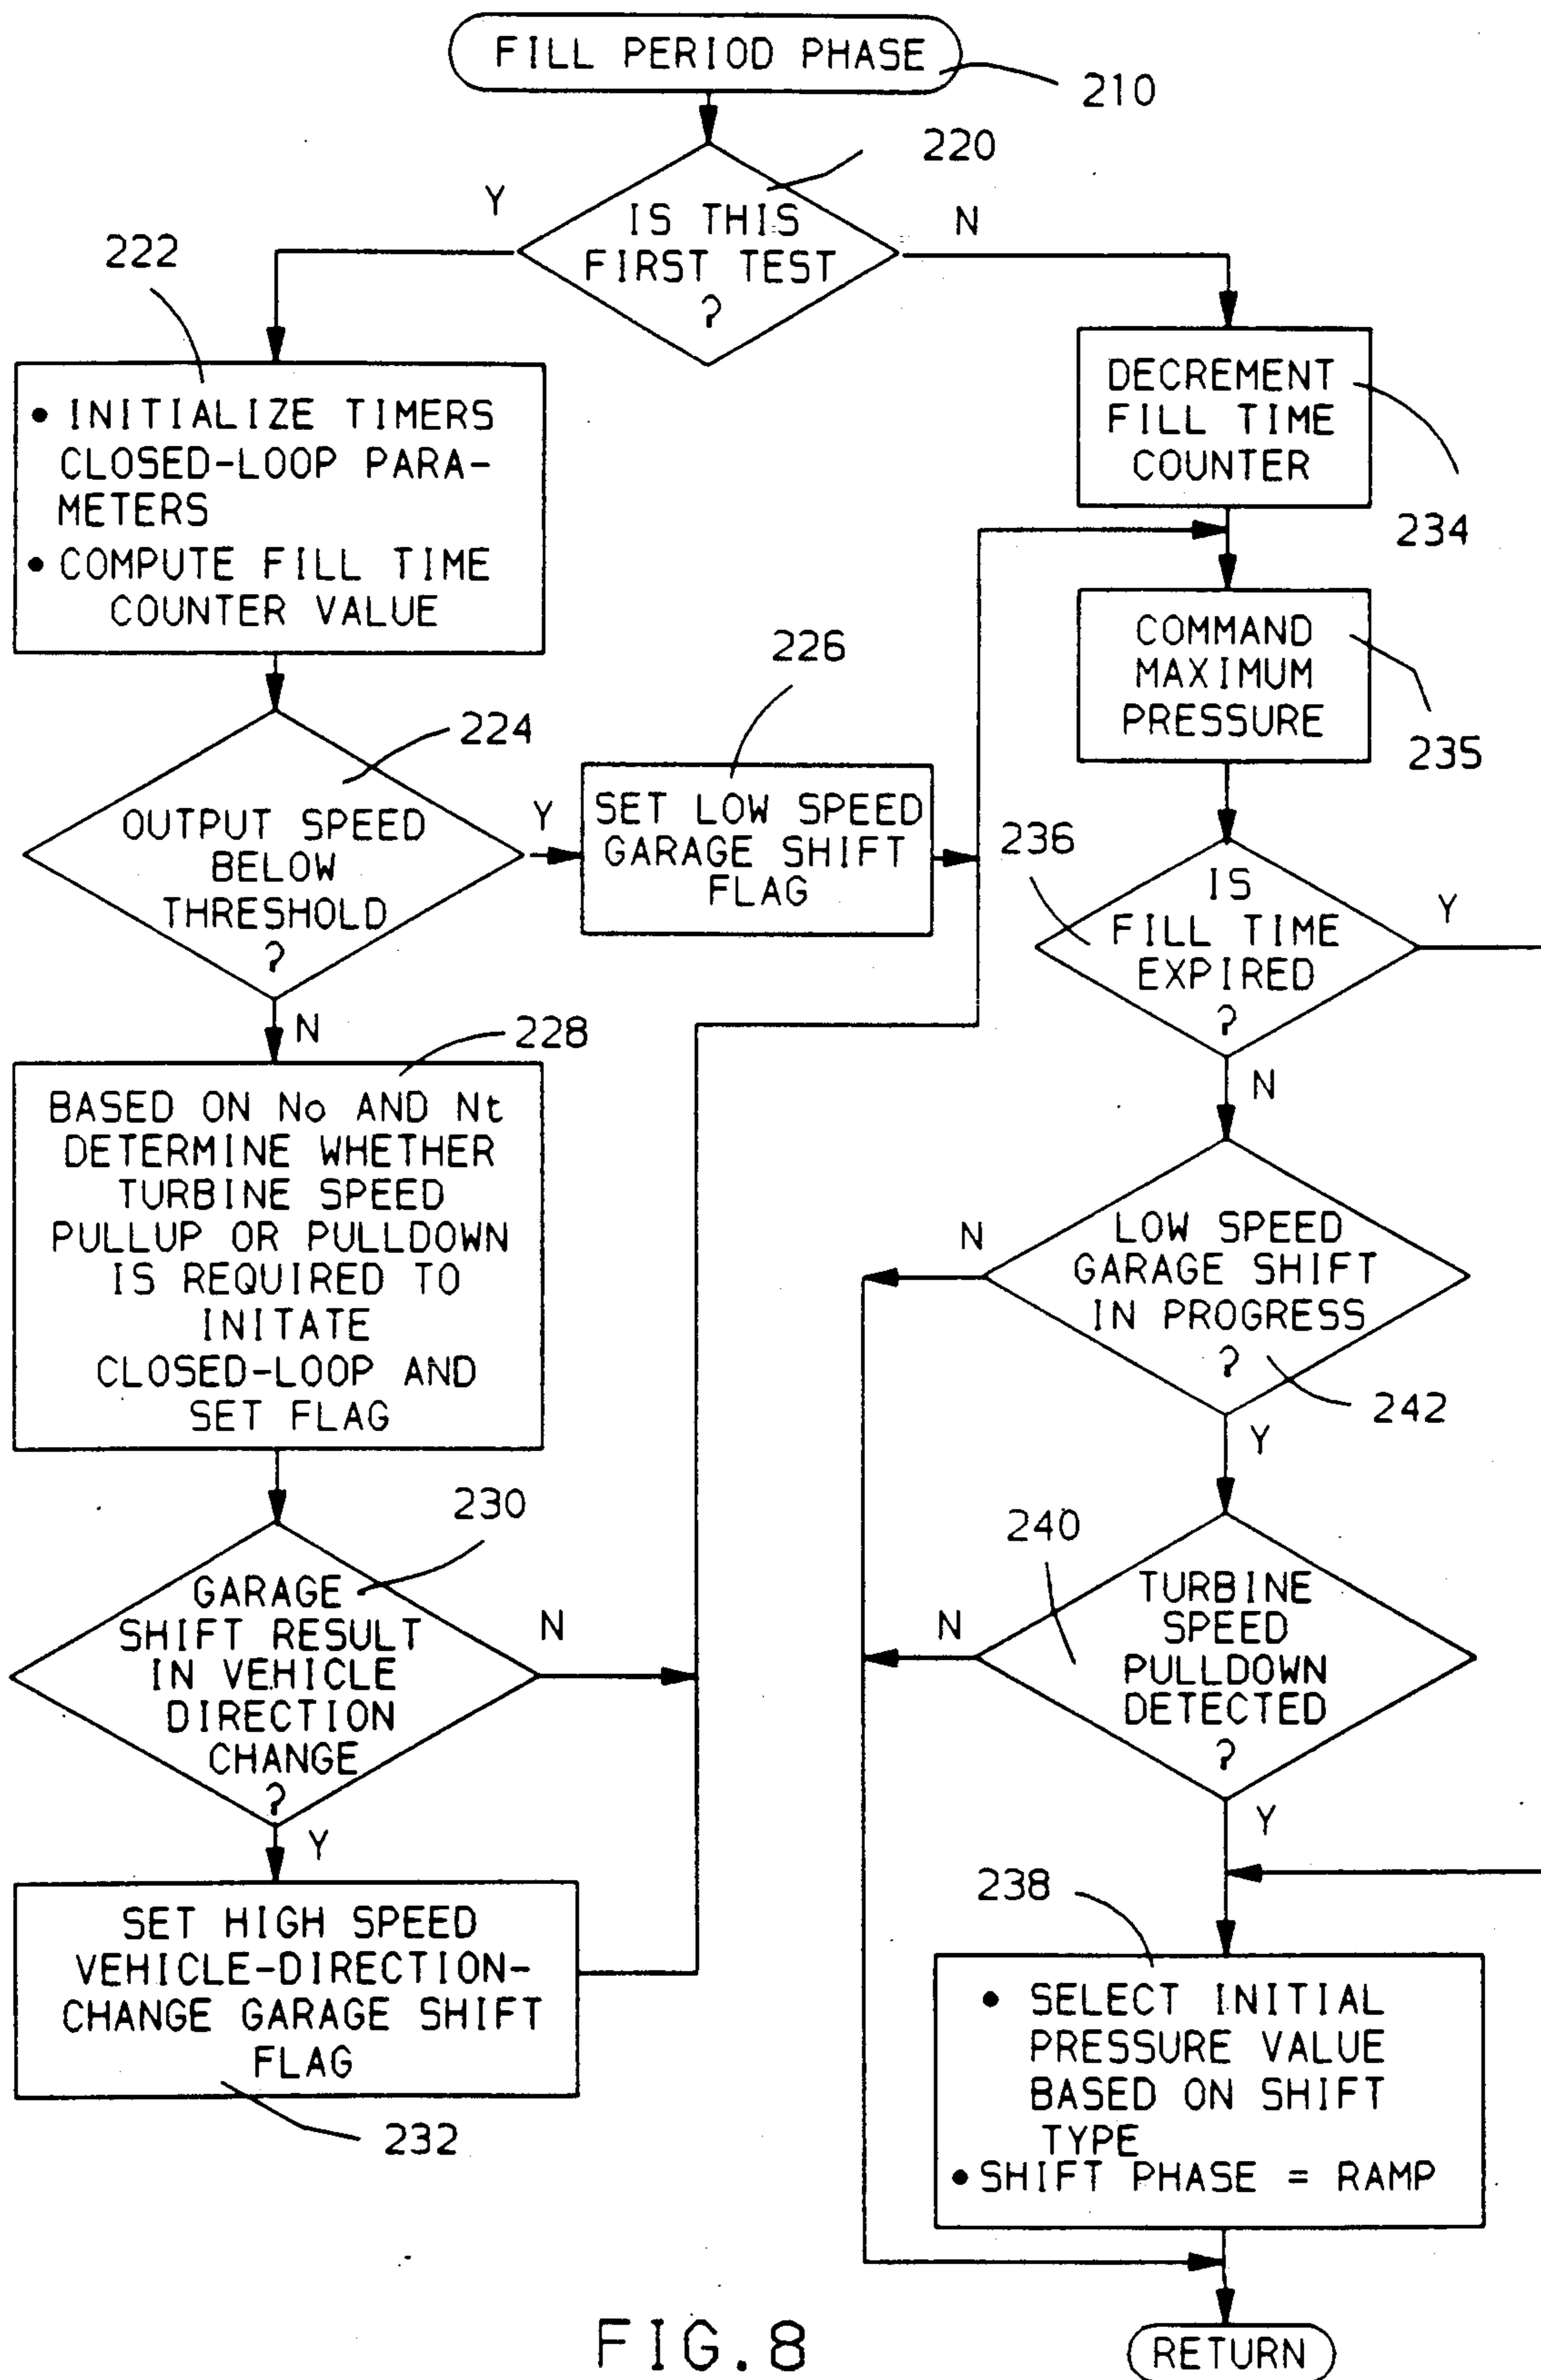 FILL PERIOD PHASE
210
220
Y
IS THIS
FIRST TEST
?
N
222
• INITIALIZE TIMERS
CLOSED-LOOP PARA-
METERS
• COMPUTE FILL TIME
COUNTER VALUE
224
OUTPUT SPEED
BELOW
THRESHOLD
?
Y
226
SET LOW SPEED
GARAGE SHIFT
FLAG
N
228
BASED ON No AND Nt
DETERMINE WHETHER
TURBINE SPEED
PULLUP OR PULLDOWN
IS REQUIRED TO
INITATE
CLOSED-LOOP AND
SET FLAG
230
GARAGE
SHIFT RESULT
IN VEHICLE
DIRECTION
CHANGE
?
N
Y
SET HIGH SPEED
VEHICLE-DIRECTION-
CHANGE GARAGE SHIFT
FLAG
232
DECREMENT
FILL TIME
COUNTER
234
COMMAND
MAXIMUM
PRESSURE
235
236
IS
FILL TIME
EXPIRED
?
Y
N
LOW SPEED
GARAGE SHIFT
IN PROGRESS
?
N
242
Y
240
TURBINE
SPEED
PULLDOWN
DETECTED
?
N
Y
238
• SELECT INITIAL
PRESSURE VALUE
BASED ON SHIFT
TYPE
• SHIFT PHASE = RAMP
RETURN
FIG. 8